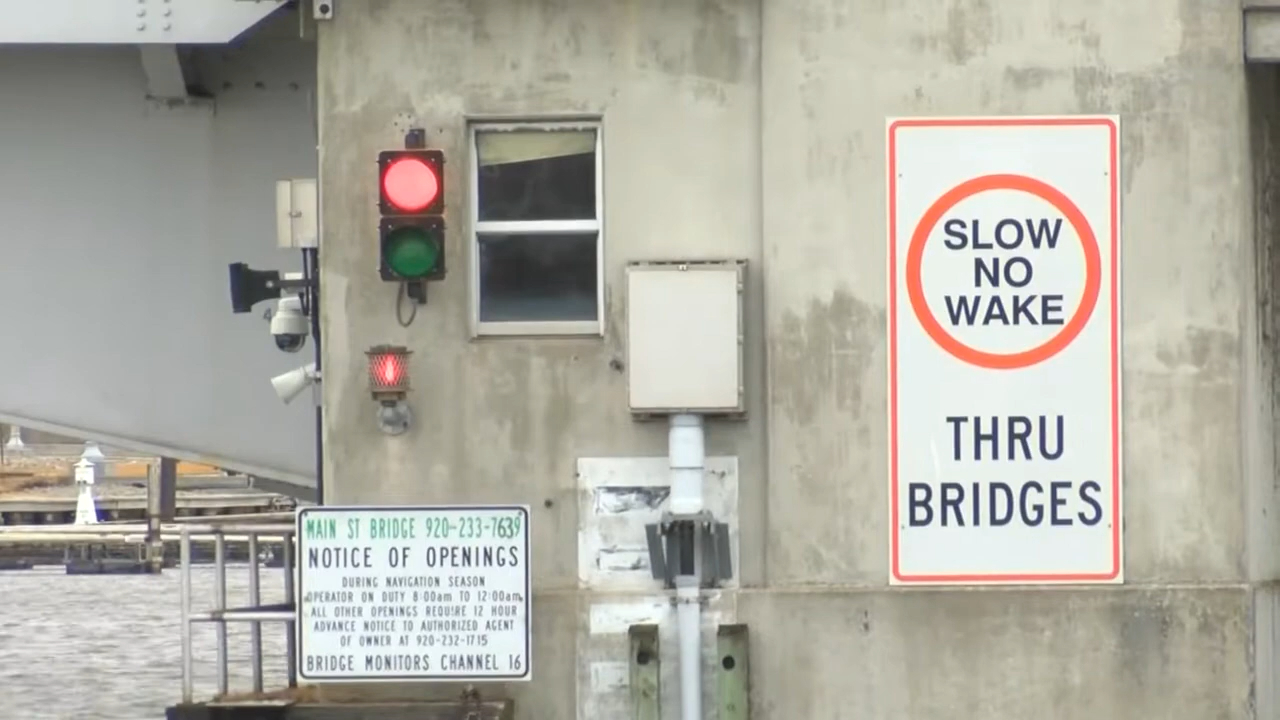 MAIN ST BRIDGE 920-233-7639
NOTICE OF OPENINGS
DURING NAVIGATION SEASON
OPERATOR ON DUTY 8:00am TO 12:00am
ALL OTHER OPENINGS REQUIRE 12 HOUR
ADVANCE NOTICE TO AUTHORIZED AGENT
OF OWNER AT 920-232-1715
BRIDGE MONITORS CHANNEL 16
SLOW
NO
WAKE
THRU
BRIDGES